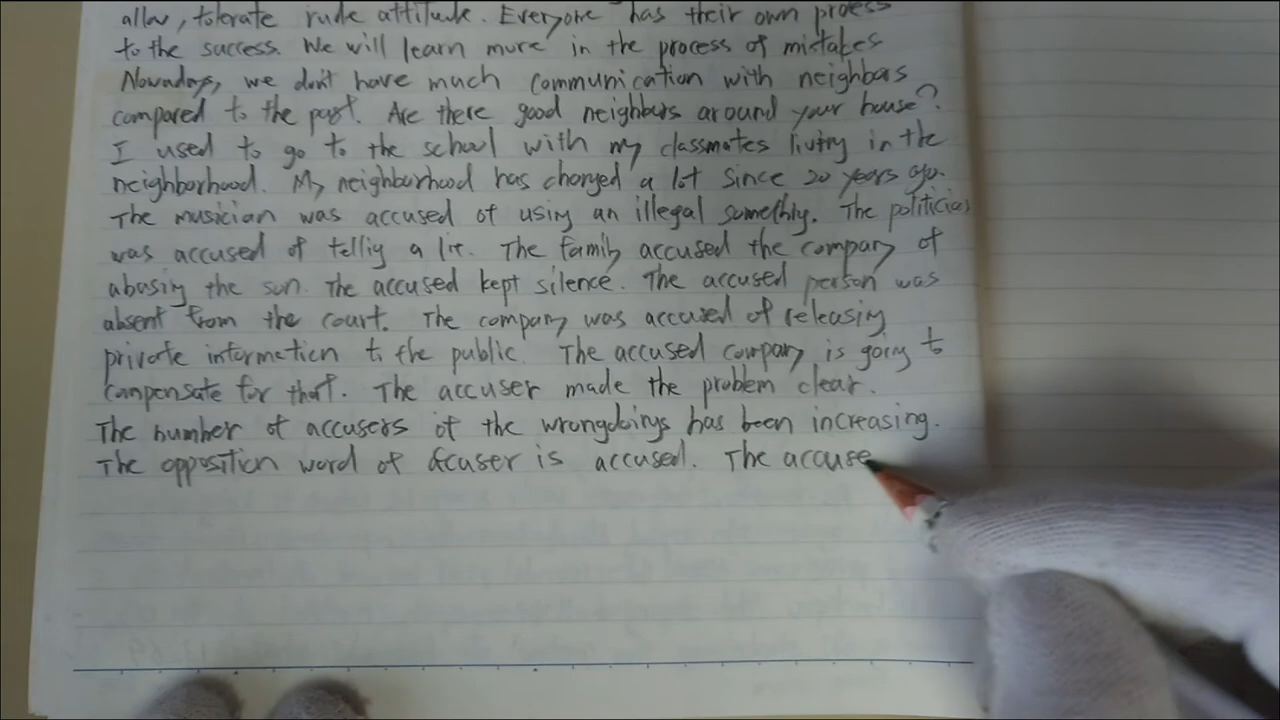 allow, tolerate rude attitude. Everyone has their own process
to the success. We will learn more in the process of mistakes
Nowadays, we don't have much communication with neighbors
compared to the past. Are there good neighbors around your house?
I used to go to the school with my classmates living in the
neighborhood. My neighborhood has changed a lot since 20 years ago.
The musician was accused of using an illegal something. The politician
was accused of telling a lie. The family accused the company of
abusing the son. The accused kept silence. The accused person was
absent from the court. The company was accused of releasing
private information to the public. The accused company is going to
compensate for that. The accuser made the problem clear.
The number of accusers of the wrongdoings has been increasing.
The opposition word of accuser is accused. The accuse